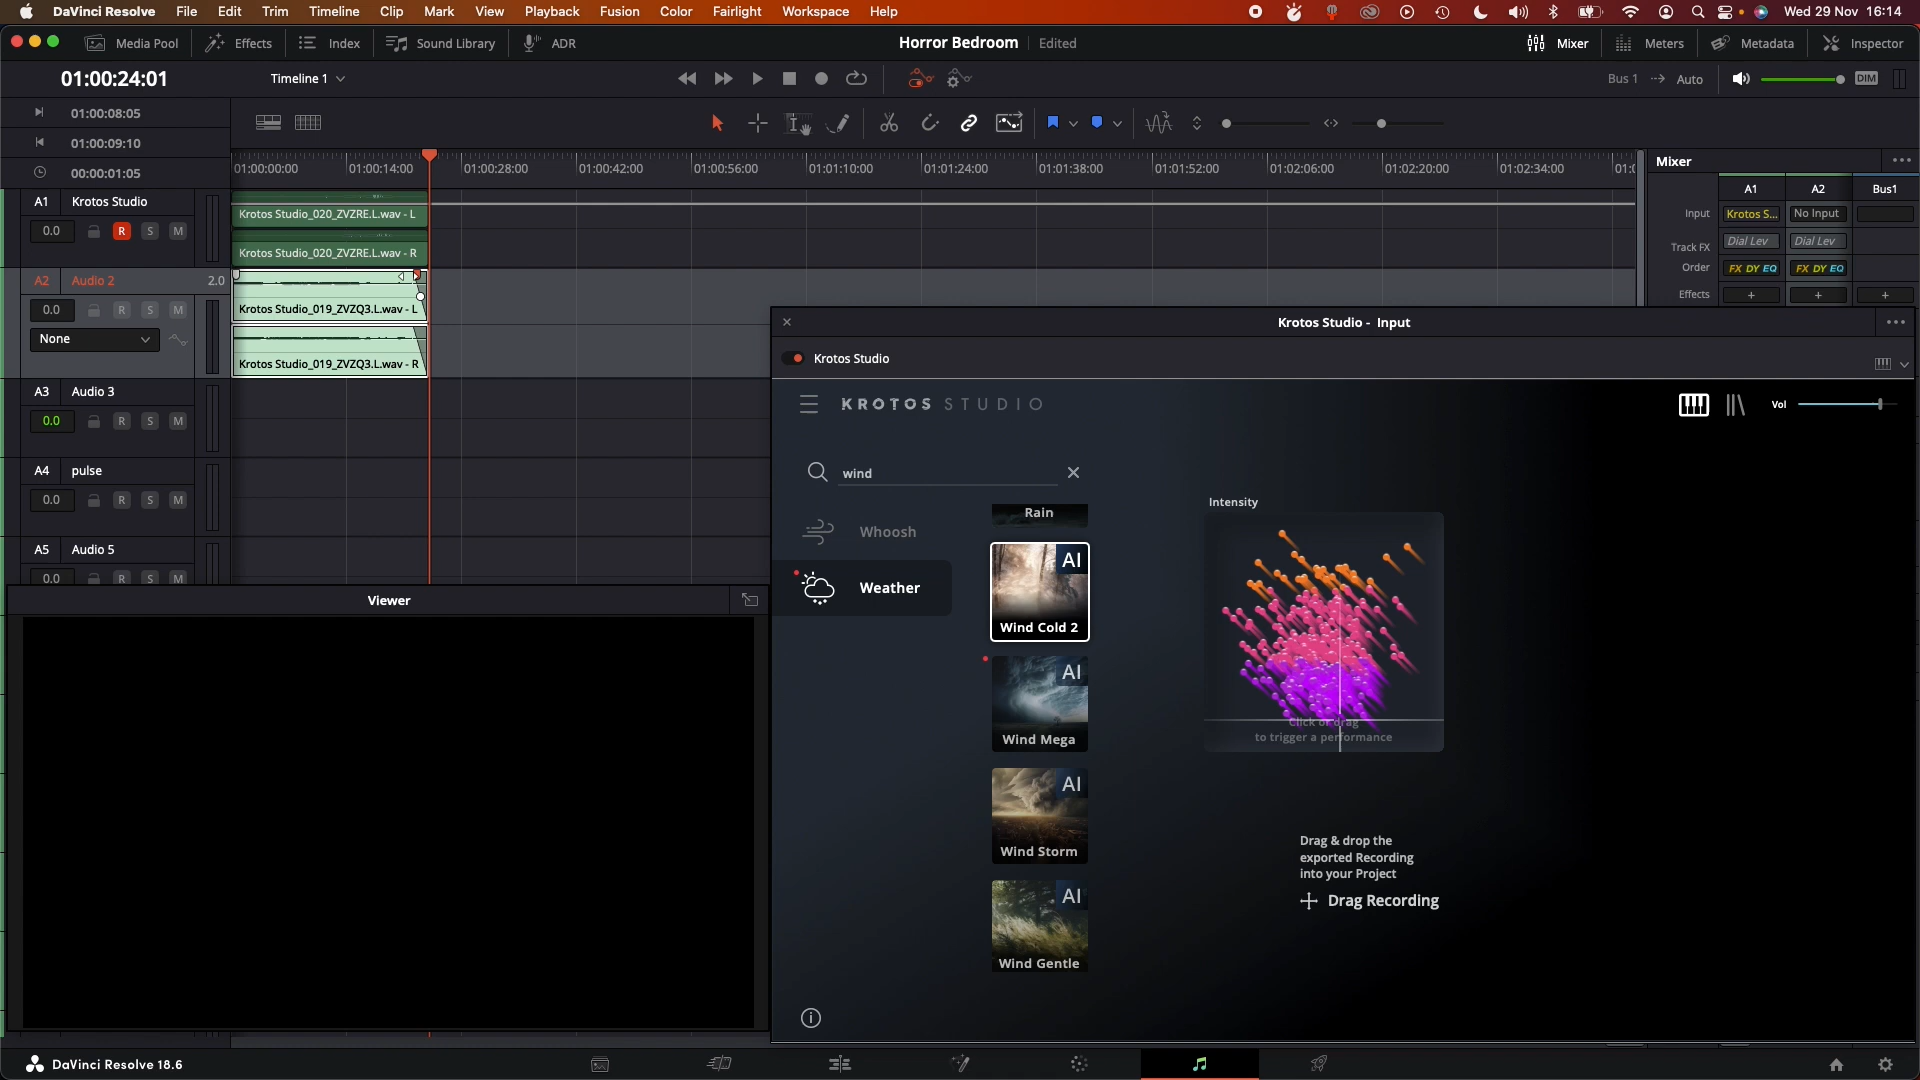 DaVinci Resolve File Edit Trim Timeline Clip Mark View Playback Fusion Color Fairlight Workspace Help Wed 29 Nov 16:14
Media Pool Effects Index Sound Library ADR Horror Bedroom Edited Mixer Meters Metadata Inspector
01:00:24:01 Timeline 1 Bus 1 Auto DIM
01:00:08:05
01:00:09:10
00:00:01:05
01:00:00:00 01:00:14:00 01:00:28:00 01:00:42:00 01:00:56:00 01:01:10:00 01:01:24:00 01:01:38:00 01:01:52:00 01:02:06:00 01:02:20:00 01:02:34:00
Mixer
A1 A2 Bus1
Input Krotos S... No Input
Track FX Dial Lev Dial Lev
Order FX DY EQ FX DY EQ
Effects + + +
A1 Krotos Studio
0.0 R S M
Krotos Studio_020_ZVZRE.L.wav - L
Krotos Studio_020_ZVZRE.L.wav - R
A2 Audio 2 2.0
0.0 R S M
None
Krotos Studio_019_ZVZQ3.L.wav - L
Krotos Studio_019_ZVZQ3.L.wav - R
A3 Audio 3
0.0 R S M
A4 pulse
0.0 R S M
A5 Audio 5
0.0 R S M
Viewer
Krotos Studio - Input
Krotos Studio
KROTOS STUDIO
Vol
wind
Whoosh
Weather
Rain
AI
Wind Cold 2
AI
Wind Mega
AI
Wind Storm
AI
Wind Gentle
Intensity
Click or drag
to trigger a performance
Drag & drop the
exported Recording
into your Project
Drag Recording
DaVinci Resolve 18.6